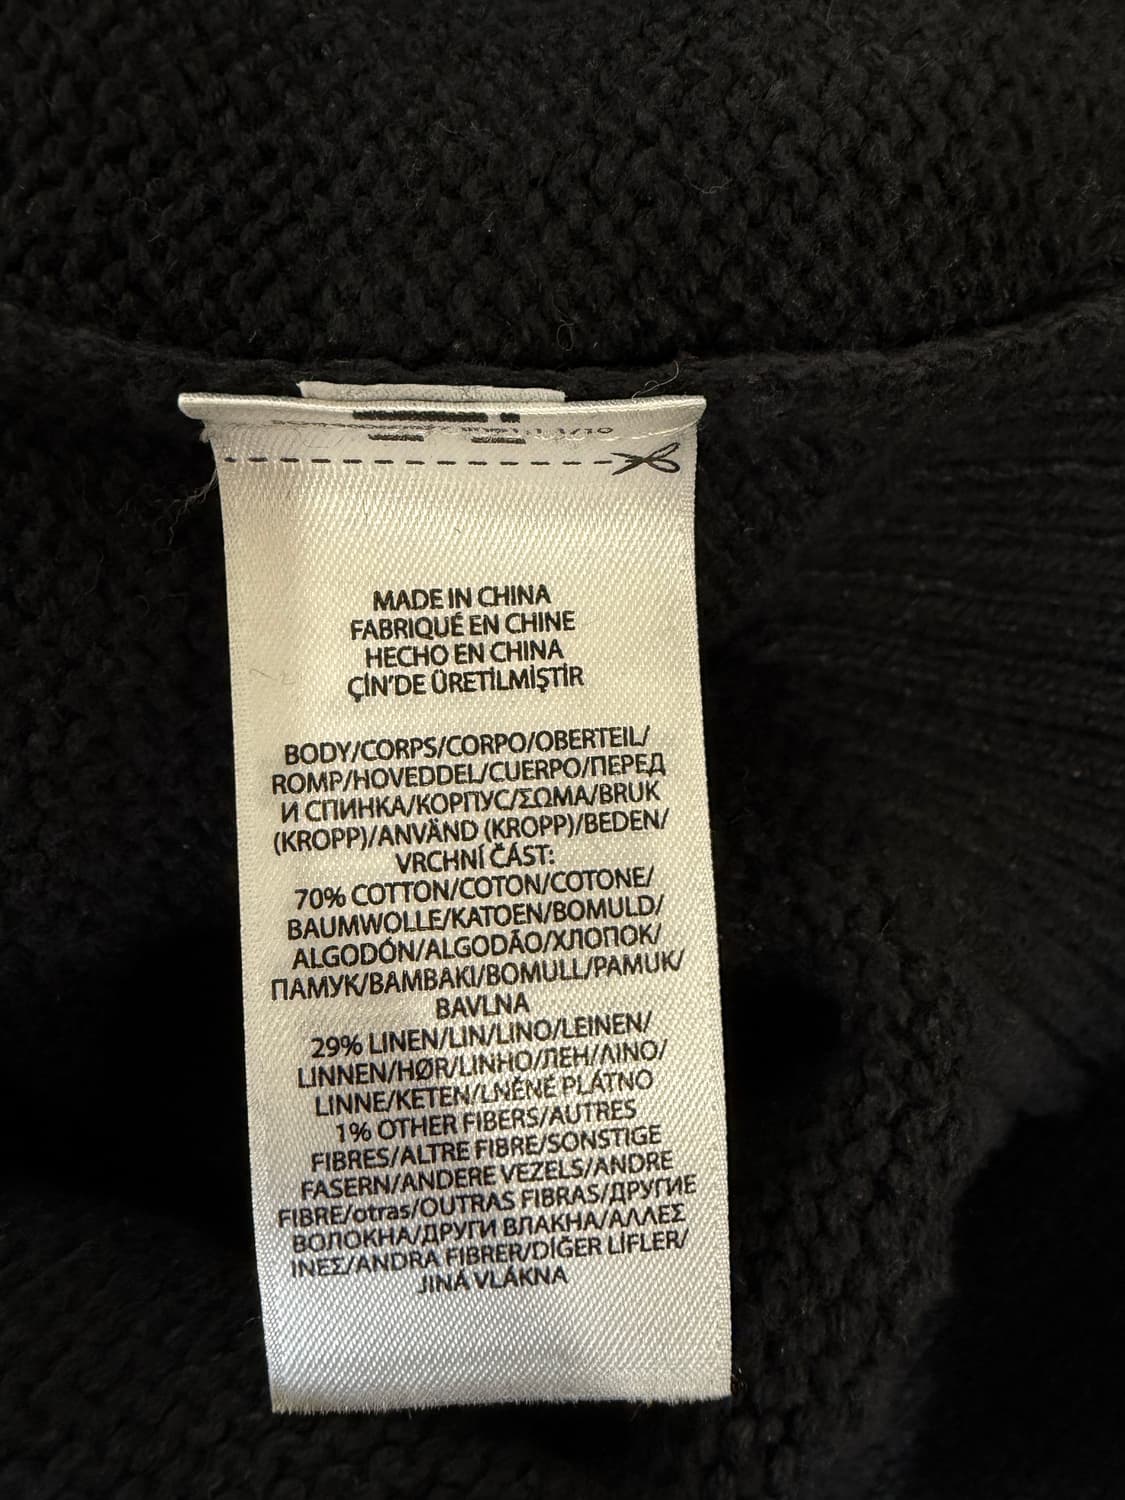 MADE IN CHINA
FABRIQUÉ EN CHINE
HECHO EN CHINA
ÇİN'DE ÜRETİLMİŞTİR
BODY/CORPS/CORPO/OBERTEIL/
ROMP/HOVEDDEL/CUERPO/ПЕРЕД
И СПИНКА/КОРПУС/ΣΩΜΑ/BRUK
(KROPP)/ANVÄND (KROPP)/BEDEN/
VRCHNÍ ČÁST:
70% COTTON/COTON/COTONE/
BAUMWOLLE/KATOEN/BOMULD/
ALGODÓN/ALGODÃO/ХЛОПОК/
ПАМУК/BAMBAKI/BOMULL/PAMUK/
BAVLNA
29% LINEN/LIN/LINO/LEINEN/
LINNEN/HØR/LINHO/ЛЕН/ΛΙΝΟ/
LINNE/KETEN/LNĚNÉ PLÁTNO
1% OTHER FIBERS/AUTRES
FIBRES/ALTRE FIBRE/SONSTIGE
FASERN/ANDERE VEZELS/ANDRE
FIBRE/otras/OUTRAS FIBRAS/ДРУГИЕ
ВОЛОКНА/ДРУГИ ВЛАКНА/ΑΛΛΕΣ
ΙΝΕΣ/ANDRA FIBRER/DİĞER LİFLER/
JINÁ VLÁKNA